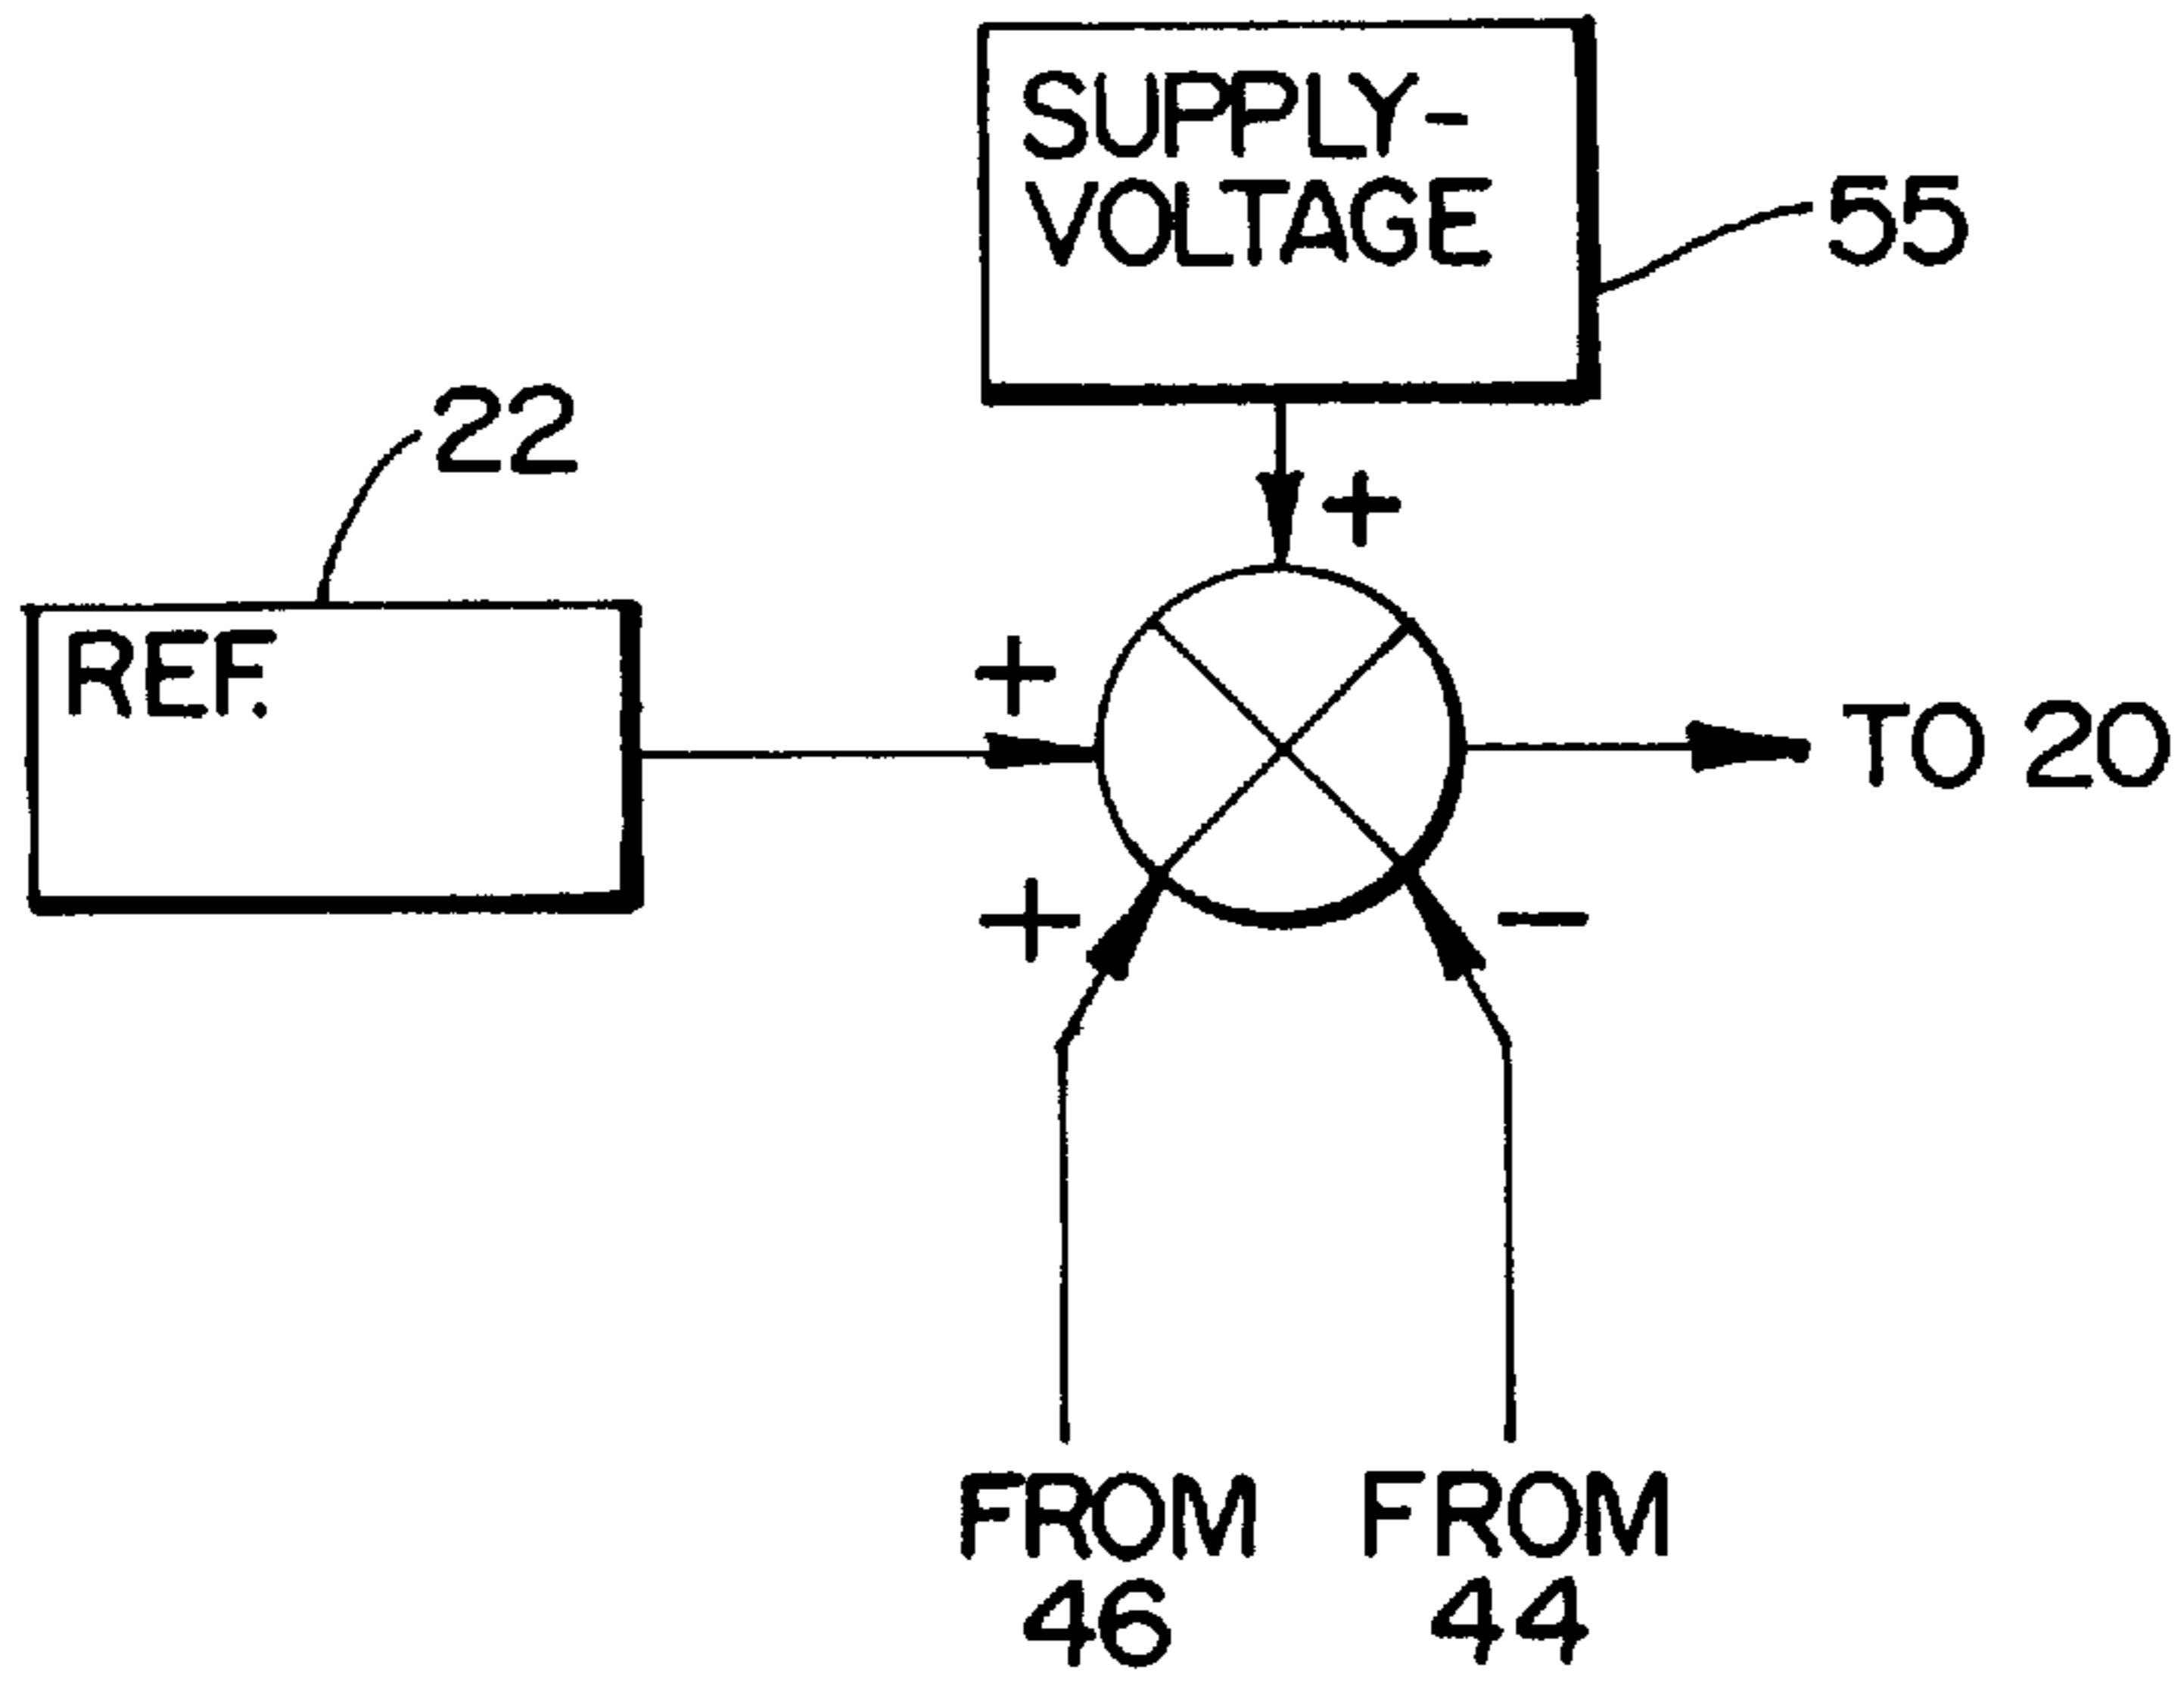 SUPPLY-
VOLTAGE
55
22
+
REF.
+
TO 20
+
-
FROM
46
FROM
44